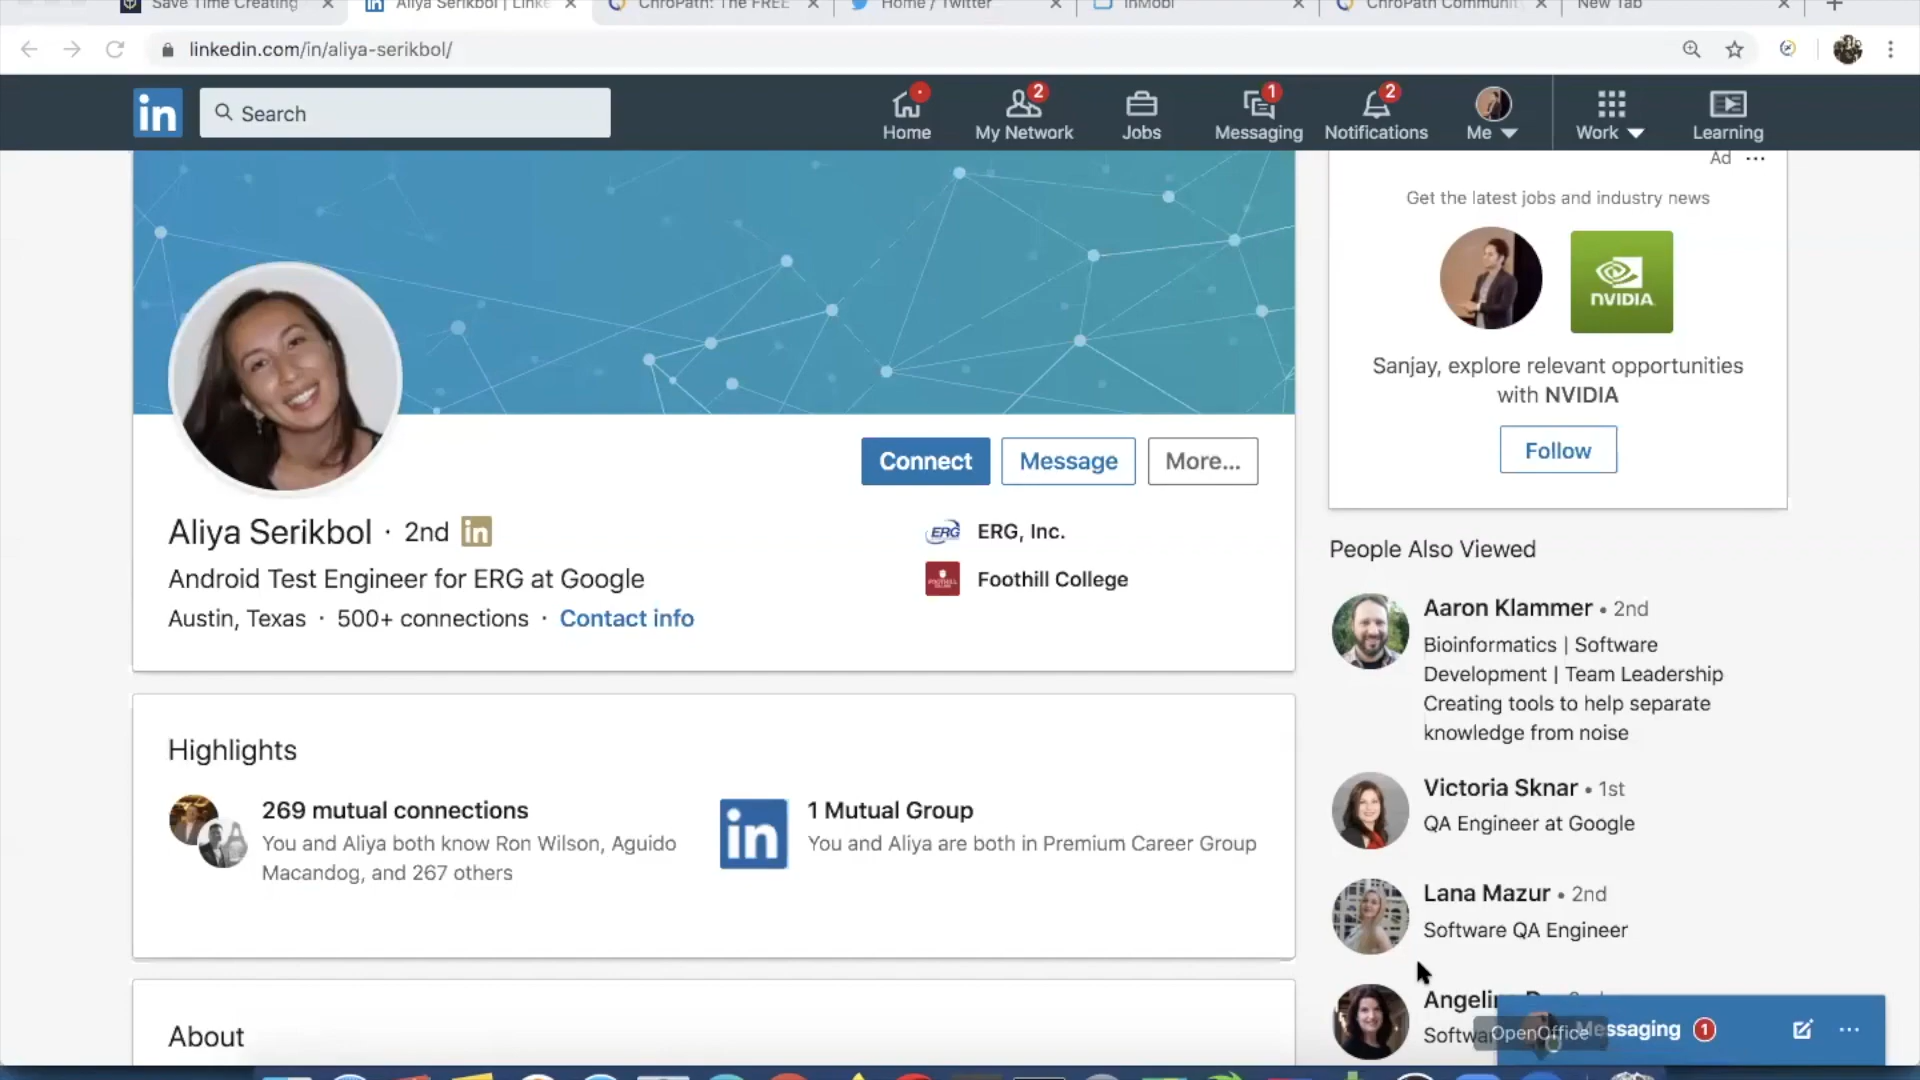 Save Time Creating
Aliya Serikbol | Linke
ChroPath: The FREE
Home / Twitter
InMobi
ChroPath Communit
New Tab
linkedin.com/in/aliya-serikbol/
in
Search
Home
My Network
2
Jobs
Messaging
1
Notifications
2
Me
Work
Learning
Connect
Message
More...
Aliya Serikbol · 2nd in
Android Test Engineer for ERG at Google
Austin, Texas · 500+ connections · Contact info
ERG
ERG, Inc.
Foothill College
Highlights
269 mutual connections
You and Aliya both know Ron Wilson, Aguido
Macandog, and 267 others
in
1 Mutual Group
You and Aliya are both in Premium Career Group
About
Ad ···
Get the latest jobs and industry news
NVIDIA
Sanjay, explore relevant opportunities
with NVIDIA
Follow
People Also Viewed
Aaron Klammer • 2nd
Bioinformatics | Software
Development | Team Leadership
Creating tools to help separate
knowledge from noise
Victoria Sknar • 1st
QA Engineer at Google
Lana Mazur • 2nd
Software QA Engineer
OpenOffice
Messaging 1